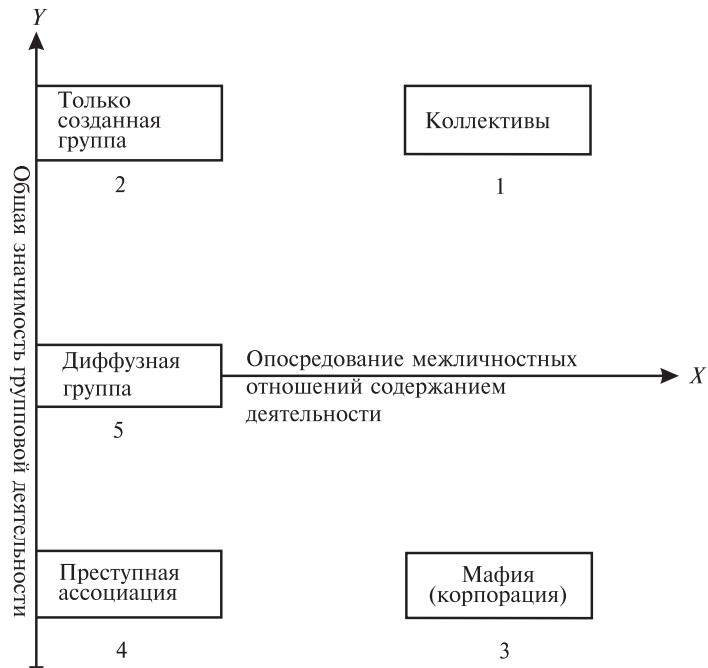 Y
Только
созданная
группа
2
Коллективы
1
Общая значимость групповой деятельности
Диффузная
группа
5
Опосредование межличностных
отношений содержанием
деятельности
X
Преступная
ассоциация
4
Мафия
(корпорация)
3